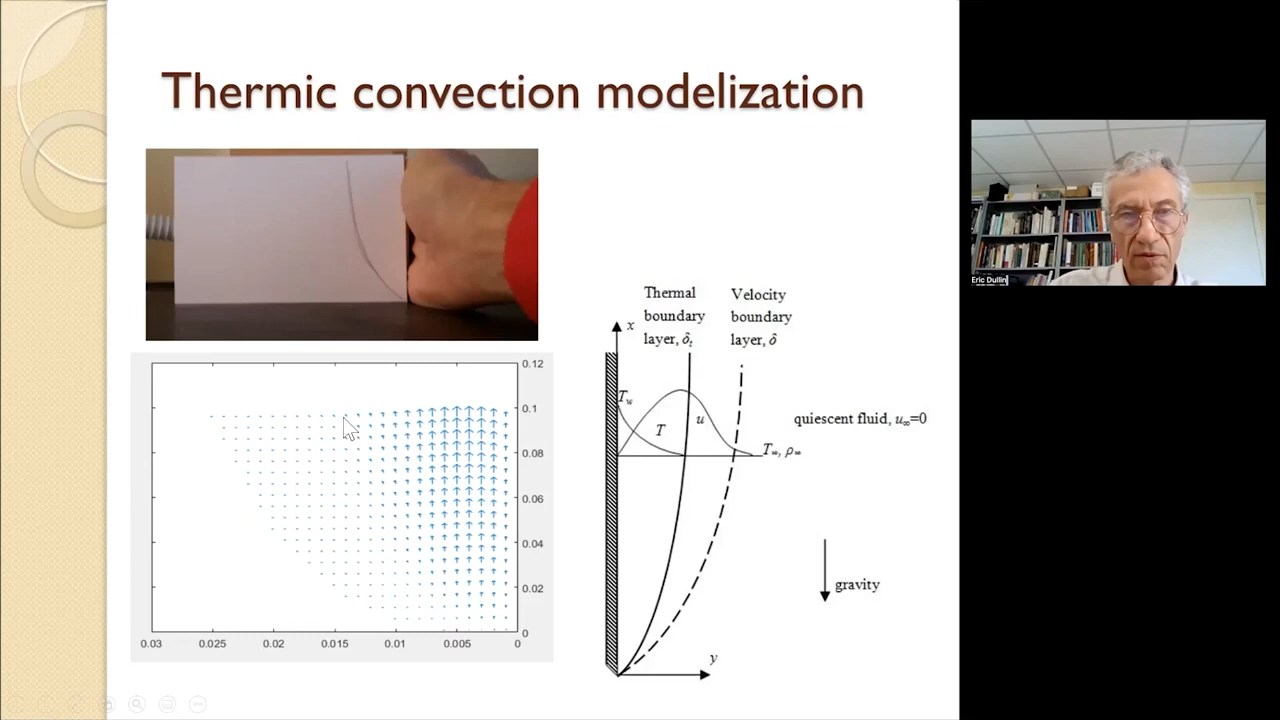 Thermic convection modelization
Thermal
boundary
layer, δt
Velocity
boundary
layer, δ
x
Tw
T
u
quiescent fluid, u∞=0
T∞, ρ∞
gravity
y
0.12
0.1
0.08
0.06
0.04
0.02
0
0.03 0.025 0.02 0.015 0.01 0.005 0
Eric Dullin